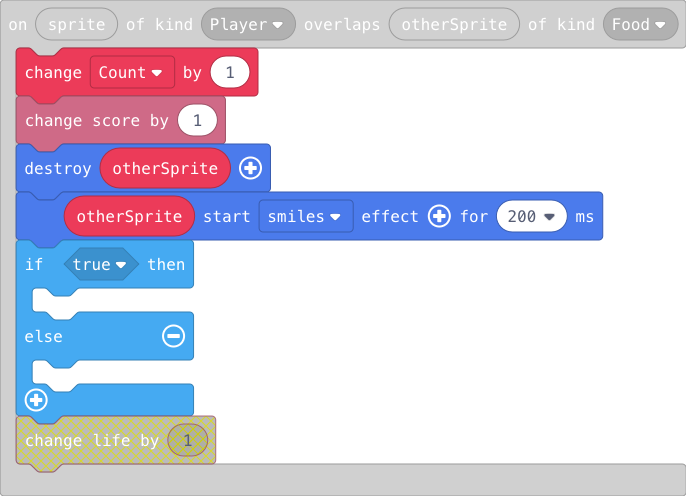 on sprite of kind Player overlaps otherSprite of kind Food
change Count by 1
change score by 1
destroy otherSprite
otherSprite start smiles effect for 200 ms
if true then
else
change life by 1